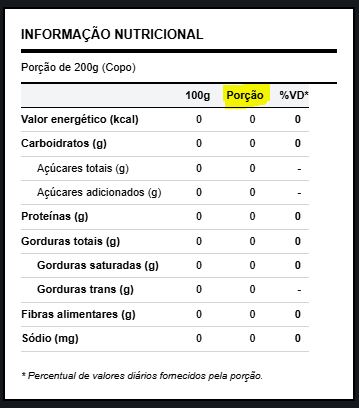 INFORMAÇÃO NUTRICIONAL
Porção de 200g (Copo)
100g Porção %VD*
Valor energético (kcal) 0 0 0
Carboidratos (g) 0 0 0
Açúcares totais (g) 0 0 -
Açúcares adicionados (g) 0 0 -
Proteínas (g) 0 0 0
Gorduras totais (g) 0 0 0
Gorduras saturadas (g) 0 0 0
Gorduras trans (g) 0 0 -
Fibras alimentares (g) 0 0 0
Sódio (mg) 0 0 0
* Percentual de valores diários fornecidos pela porção.